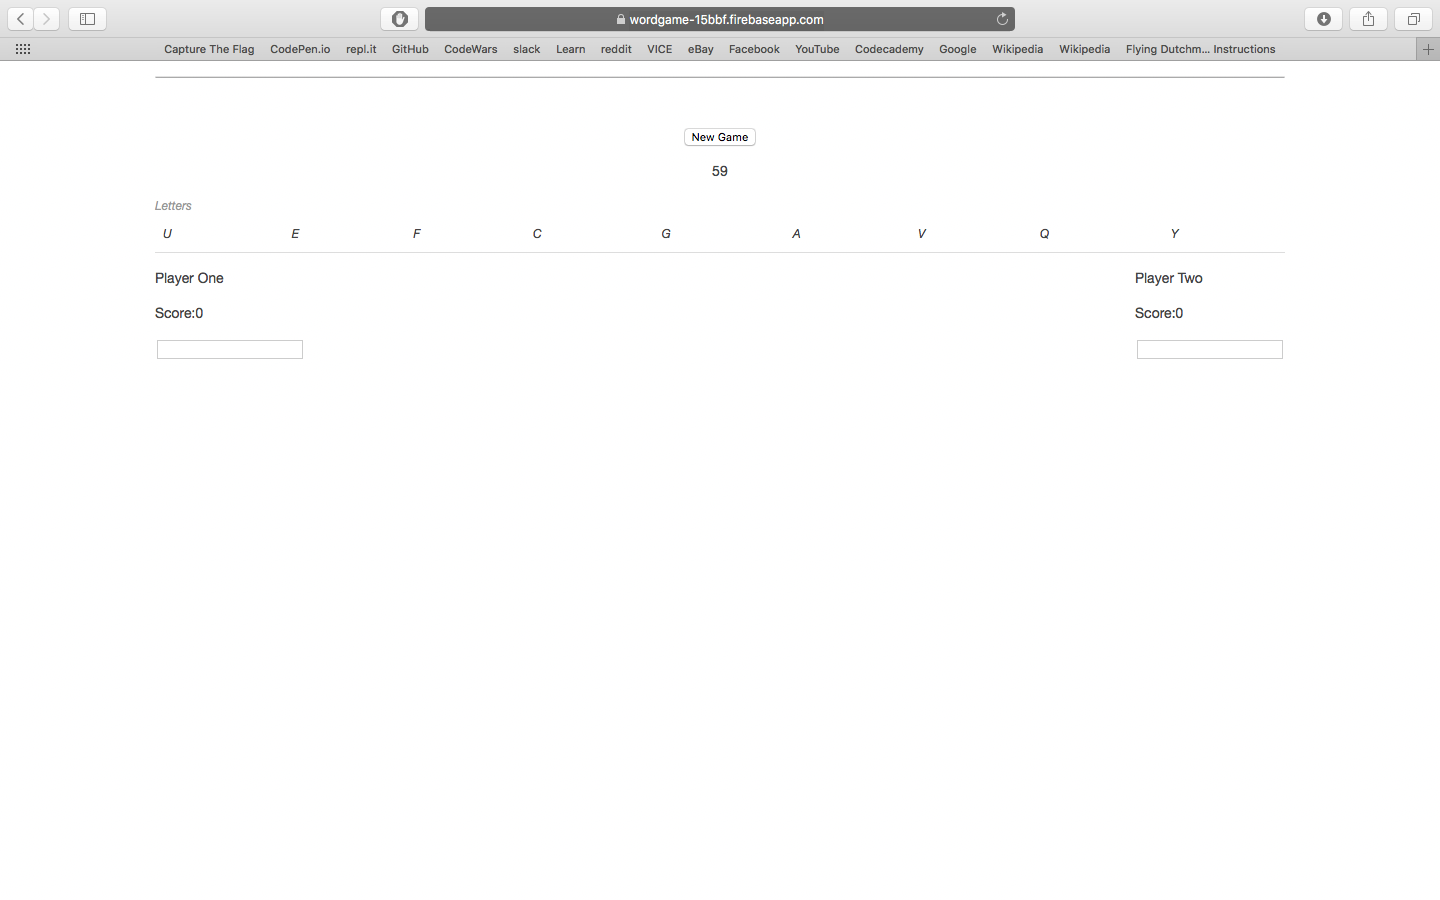 wordgame-15bbf.firebaseapp.com
Capture The Flag CodePen.io repl.it GitHub CodeWars slack Learn reddit VICE eBay Facebook YouTube Codecademy Google Wikipedia Wikipedia Flying Dutchm... Instructions
New Game
59
Letters
U E F C G A V Q Y
Player One Player Two
Score:0 Score:0